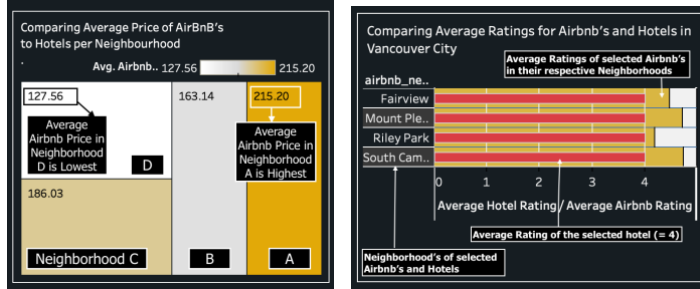 Comparing Average Price of AirBnB's
to Hotels per Neighbourhood
Avg. Airbnb.. 127.56 215.20
127.56
163.14
215.20
Average
Airbnb Price in
Neighborhood
D is Lowest
Average
Airbnb Price in
Neighborhood
A is Highest
D
186.03
Neighborhood C
B
A
Comparing Average Ratings for Airbnb's and Hotels in
Vancouver City
Average Ratings of selected Airbnb's
in their respective Neighborhoods
airbnb_ne..
Fairview
Mount Ple..
Riley Park
South Cam..
0 1 2 3 4
Average Hotel Rating / Average Airbnb Rating
Average Rating of the selected hotel (= 4)
Neighborhood's of selected
Airbnb's and Hotels